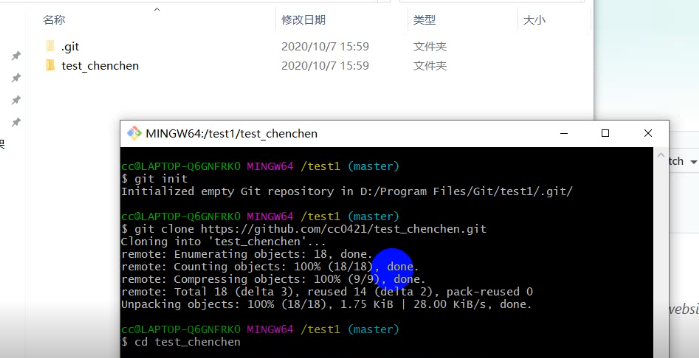 名称 修改日期 类型 大小
.git 2020/10/7 15:59 文件夹
test_chenchen 2020/10/7 15:59 文件夹
MINGW64:/test1/test_chenchen
cc@LAPTOP-Q6GNFRKO MINGW64 /test1 (master)
$ git init
Initialized empty Git repository in D:/Program Files/Git/test1/.git/
cc@LAPTOP-Q6GNFRKO MINGW64 /test1 (master)
$ git clone https://github.com/cc0421/test_chenchen.git
Cloning into 'test_chenchen'...
remote: Enumerating objects: 18, done.
remote: Counting objects: 100% (18/18), done.
remote: Compressing objects: 100% (9/9), done.
remote: Total 18 (delta 3), reused 14 (delta 2), pack-reused 0
Unpacking objects: 100% (18/18), 1.75 KiB | 28.00 KiB/s, done.
cc@LAPTOP-Q6GNFRKO MINGW64 /test1 (master)
$ cd test_chenchen